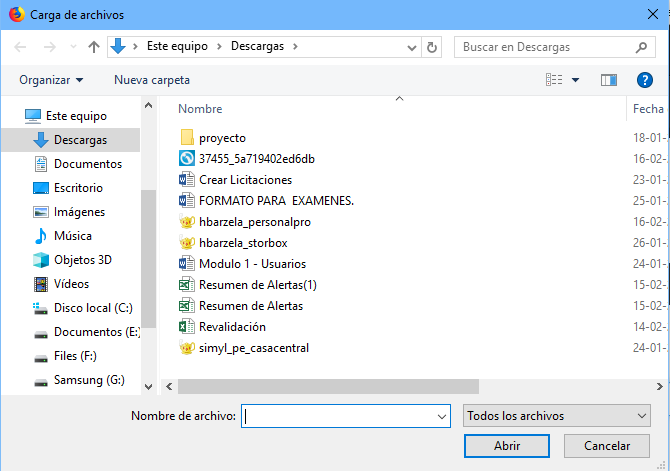 Carga de archivos
Este equipo Descargas
Buscar en Descargas
Organizar
Nueva carpeta
Este equipo
Descargas
Documentos
Escritorio
Imágenes
Música
Objetos 3D
Vídeos
Disco local (C:)
Documentos (E:)
Files (F:)
Samsung (G:)
Nombre Fecha
proyecto 18-01-
37455_5a719402ed6db 16-02-
Crear Licitaciones 23-01-
FORMATO PARA EXAMENES. 25-01-
hbarzela_personalpro 16-02-
hbarzela_storbox 26-01-
Modulo 1 - Usuarios 24-01-
Resumen de Alertas(1) 15-02-
Resumen de Alertas 15-02-
Revalidación 14-02-
simyl_pe_casacentral 24-01-
Nombre de archivo:
Todos los archivos
Abrir
Cancelar